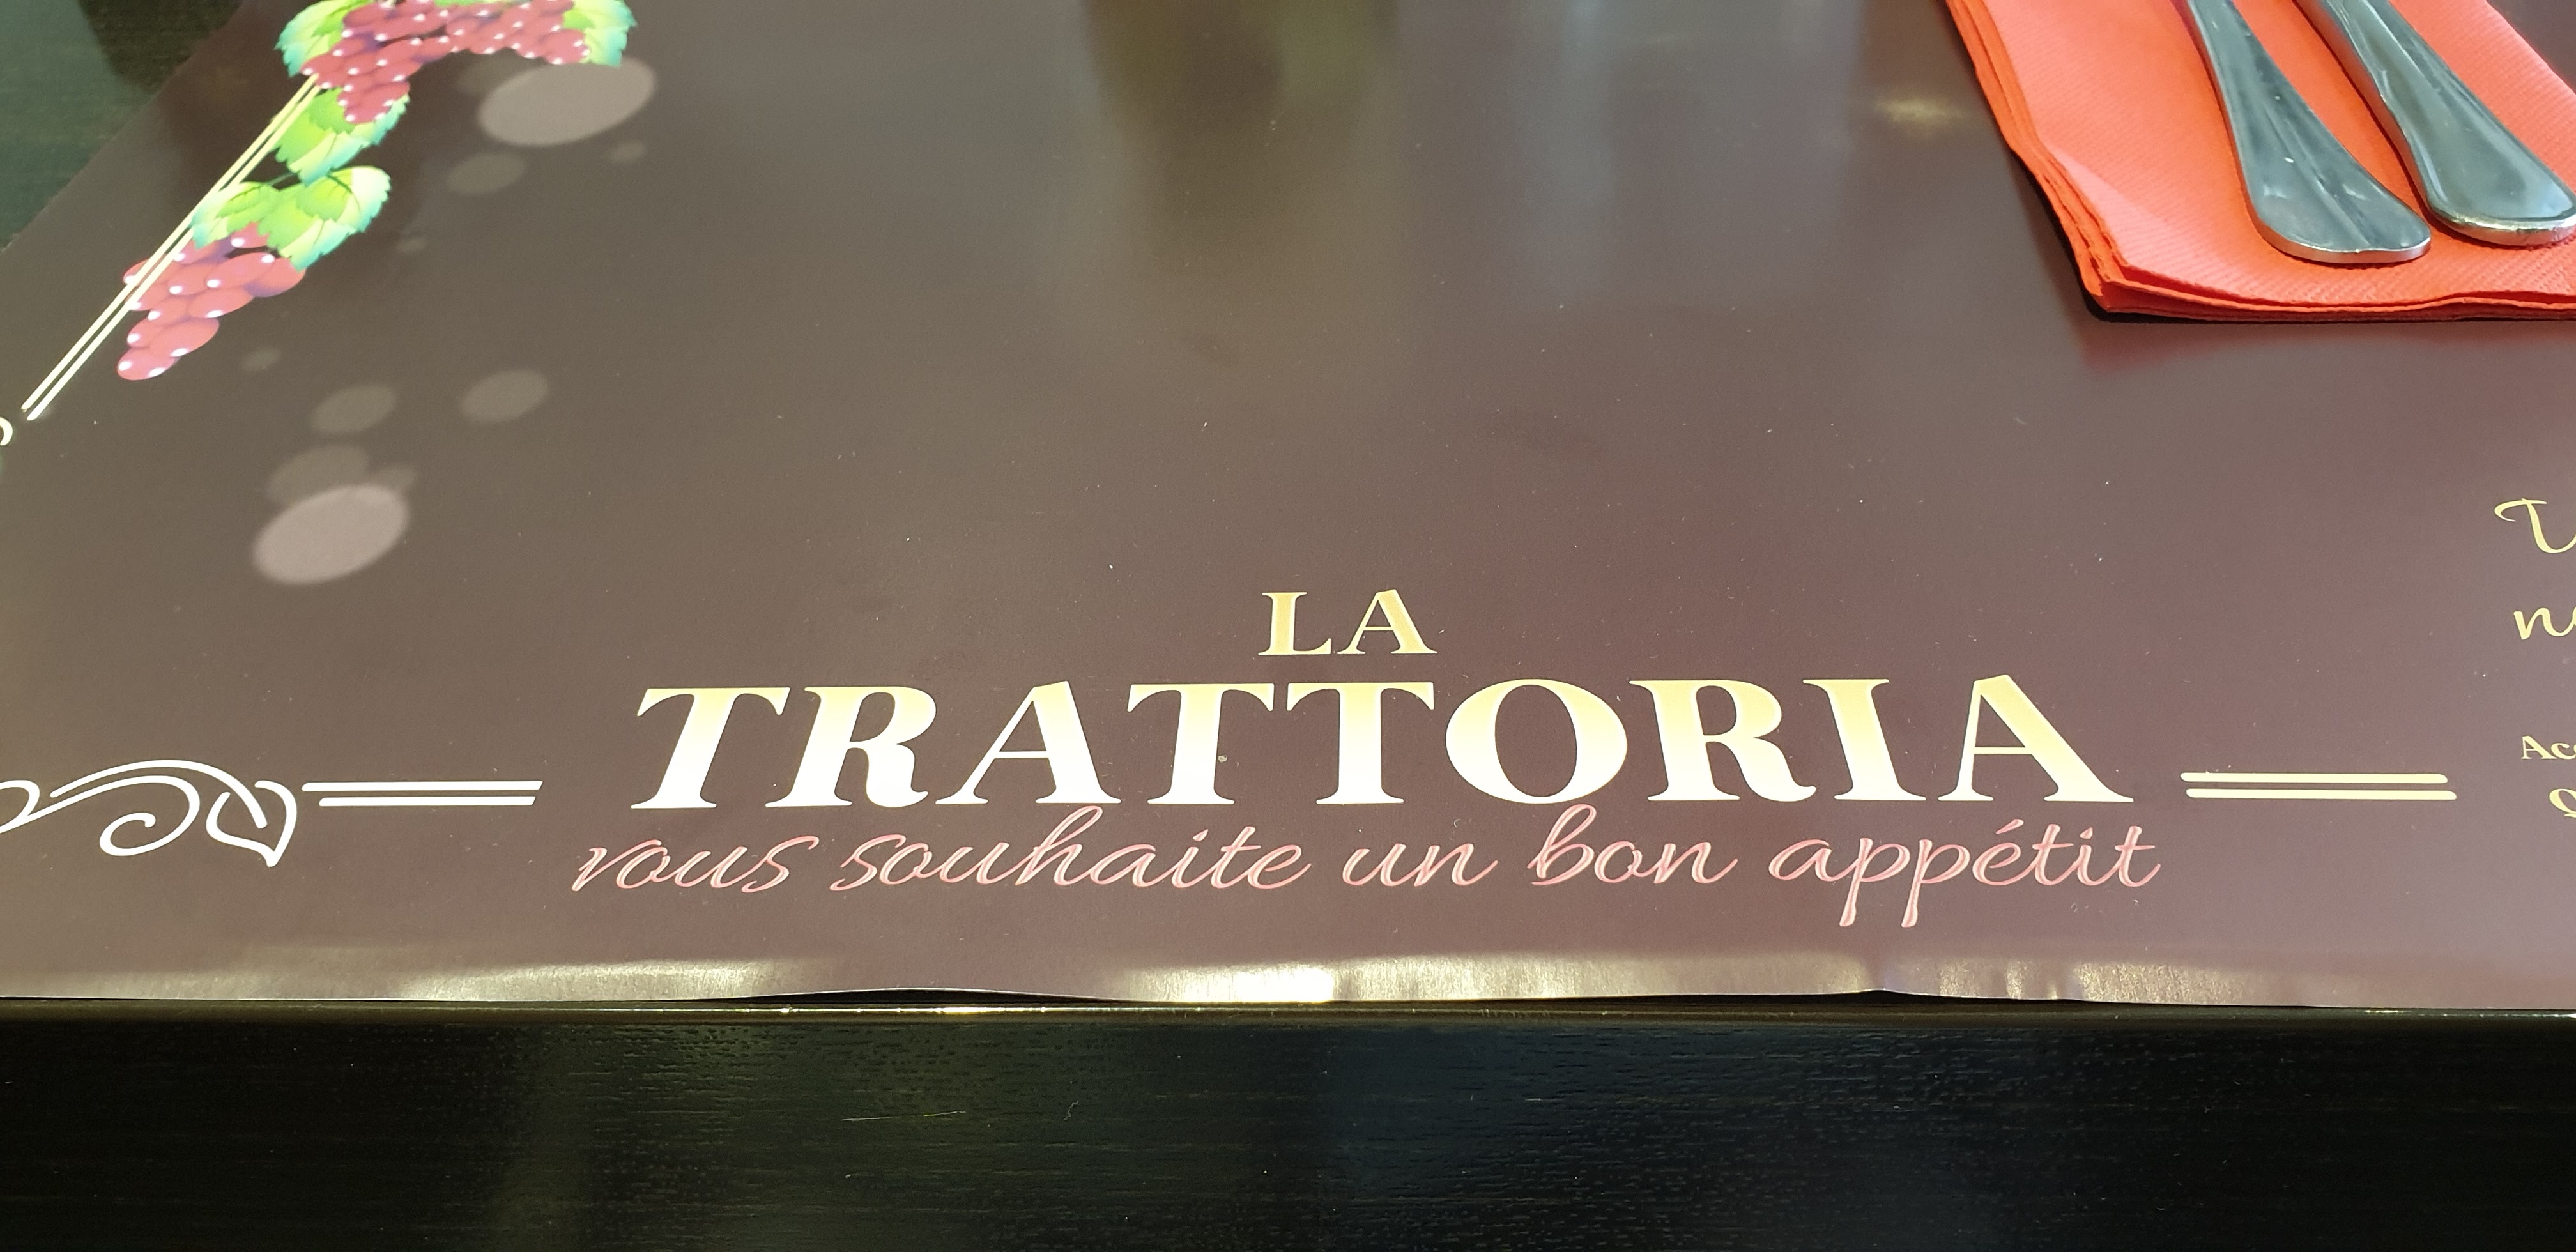 LA
TRATTORIA
vous souhaite un bon appétit